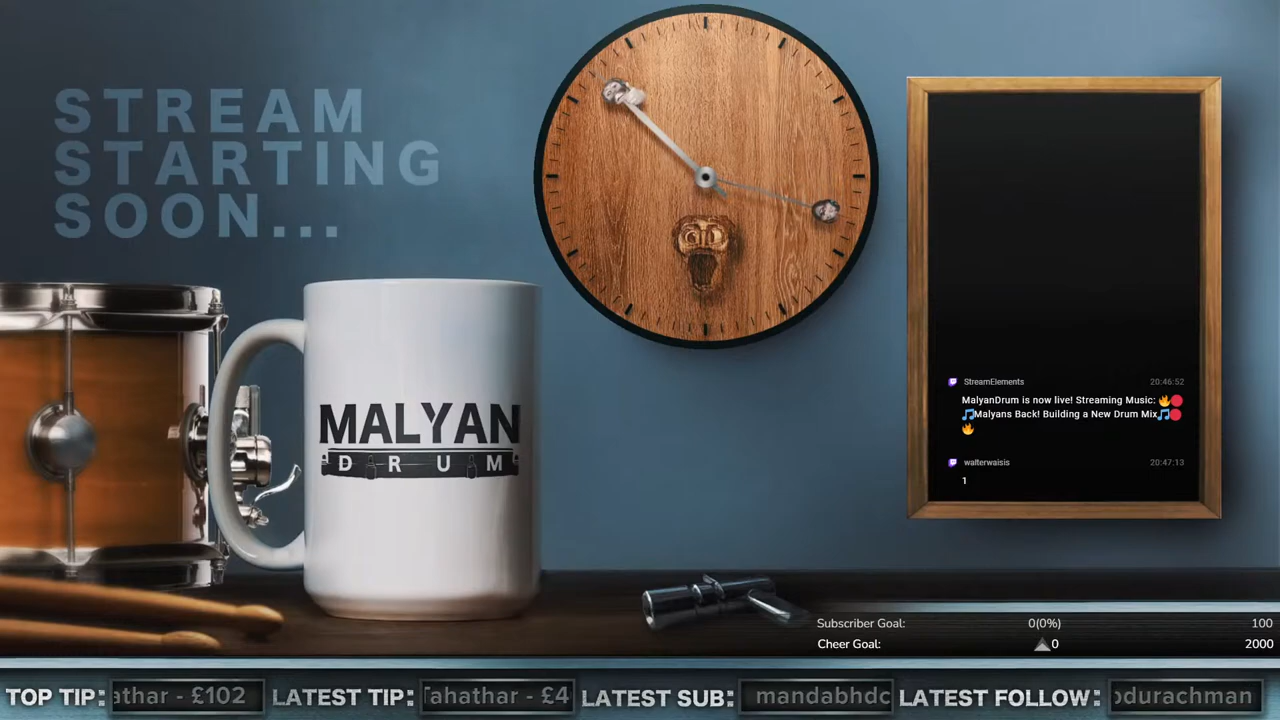 STREAM
STARTING
SOON...
MALYAN
DRUM
StreamElements 20:46:52
MalyanDrum is now live! Streaming Music: 🔥🔴
🎵Malyans Back! Building a New Drum Mix🎵🔴
🔥
walterwaisis 20:47:13
1
Subscriber Goal: 0(0%) 100
Cheer Goal: 0 2000
TOP TIP: athar - £102 LATEST TIP: Tahathar - £4 LATEST SUB: mandabhdc LATEST FOLLOW: odurachman